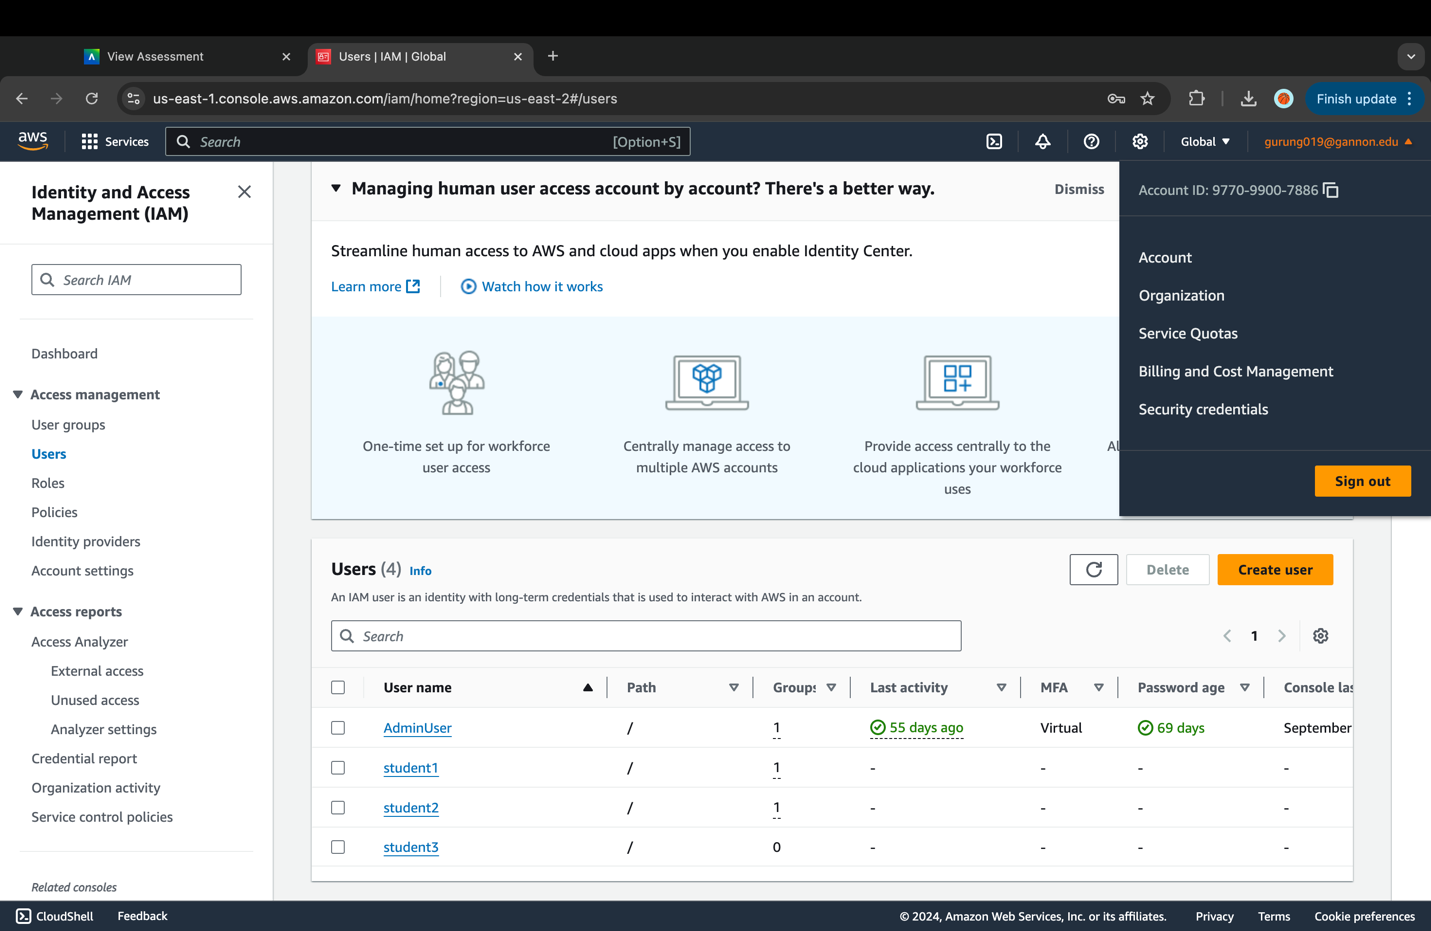 View Assessment
Users | IAM | Global
us-east-1.console.aws.amazon.com/iam/home?region=us-east-2#/users
Finish update
aws
Services
Search
[Option+S]
Global
gurung019@gannon.edu
Identity and Access
Management (IAM)
Search IAM
Dashboard
Access management
User groups
Users
Roles
Policies
Identity providers
Account settings
Access reports
Access Analyzer
External access
Unused access
Analyzer settings
Credential report
Organization activity
Service control policies
Related consoles
Managing human user access account by account? There's a better way.
Dismiss
Streamline human access to AWS and cloud apps when you enable Identity Center.
Learn more
Watch how it works
One-time set up for workforce
user access
Centrally manage access to
multiple AWS accounts
Provide access centrally to the
cloud applications your workforce
uses
Al
Account ID: 9770-9900-7886
Account
Organization
Service Quotas
Billing and Cost Management
Security credentials
Sign out
Users (4) Info
Delete
Create user
An IAM user is an identity with long-term credentials that is used to interact with AWS in an account.
Search
1
User name Path Groups Last activity MFA Password age Console las
AdminUser / 1 55 days ago Virtual 69 days September
student1 / 1 - - - -
student2 / 1 - - - -
student3 / 0 - - - -
CloudShell
Feedback
© 2024, Amazon Web Services, Inc. or its affiliates.
Privacy
Terms
Cookie preferences